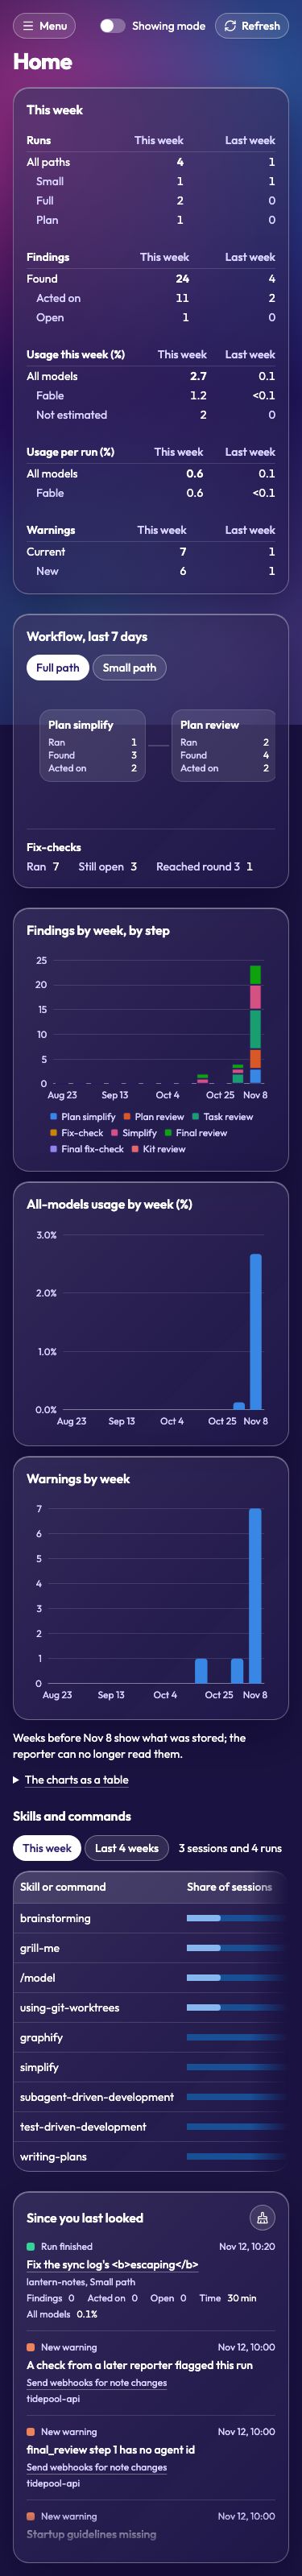 Menu Showing mode Refresh
Home
This week
Runs This week Last week
All paths 4 1
Small 1 1
Full 2 0
Plan 1 0
Findings This week Last week
Found 24 4
Acted on 11 2
Open 1 0
Usage this week (%) This week Last week
All models 2.7 0.1
Fable 1.2 <0.1
Not estimated 2 0
Usage per run (%) This week Last week
All models 0.6 0.1
Fable 0.6 <0.1
Warnings This week Last week
Current 7 1
New 6 1
Workflow, last 7 days
Full path Small path
Plan simplify Plan review
Ran 1 Ran 2
Found 3 Found 4
Acted on 2 Acted on 2
Fix-checks
Ran 7 Still open 3 Reached round 3 1
Findings by week, by step
25
20
15
10
5
0
Aug 23 Sep 13 Oct 4 Oct 25 Nov 8
Plan simplify Plan review Task review
Fix-check Simplify Final review
Final fix-check Kit review
All-models usage by week (%)
3.0%
2.0%
1.0%
0.0%
Aug 23 Sep 13 Oct 4 Oct 25 Nov 8
Warnings by week
7
6
5
4
3
2
1
0
Aug 23 Sep 13 Oct 4 Oct 25 Nov 8
Weeks before Nov 8 show what was stored; the
reporter can no longer read them.
The charts as a table
Skills and commands
This week Last 4 weeks 3 sessions and 4 runs
Skill or command Share of sessions
brainstorming
grill-me
/model
using-git-worktrees
graphify
simplify
subagent-driven-development
test-driven-development
writing-plans
Since you last looked
Run finished Nov 12, 10:20
Fix the sync log's <b>escaping</b>
lantern-notes, Small path
Findings 0 Acted on 0 Open 0 Time 30 min
All models 0.1%
New warning Nov 12, 10:00
A check from a later reporter flagged this run
Send webhooks for note changes
tidepool-api
New warning Nov 12, 10:00
final_review step 1 has no agent id
Send webhooks for note changes
tidepool-api
New warning Nov 12, 10:00
Startup guidelines missing